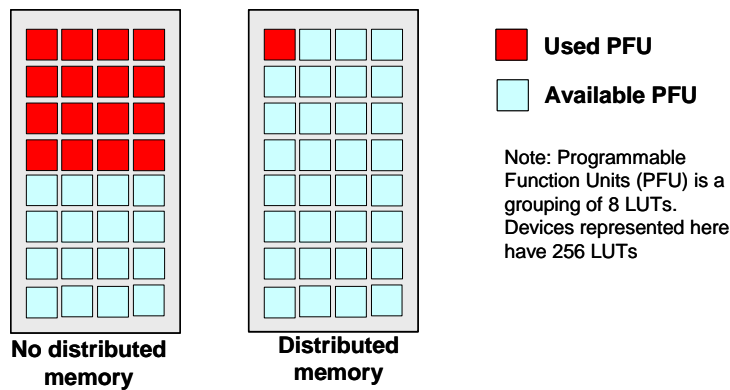 Used PFU
Available PFU
Note: Programmable
Function Units (PFU) is a
grouping of 8 LUTs.
Devices represented here
have 256 LUTs
No distributed
memory
Distributed
memory